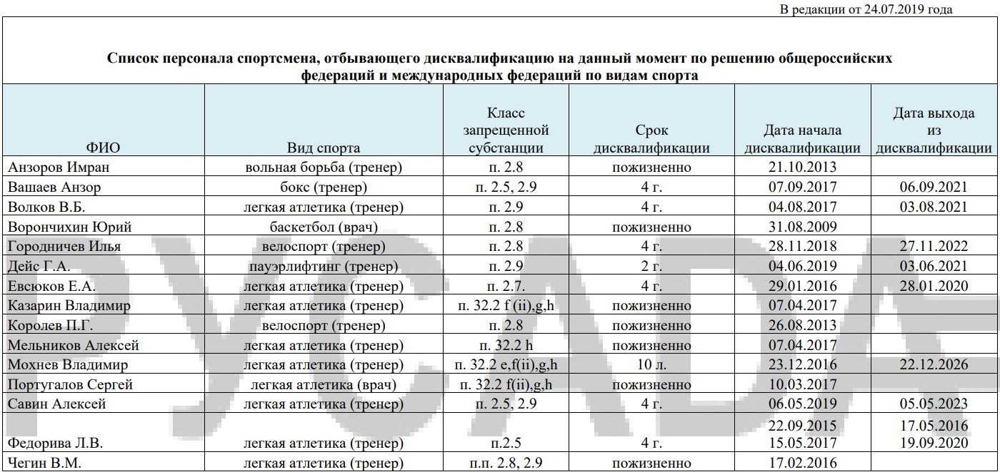 В редакции от 24.07.2019 года
Список персонала спортсмена, отбывающего дисквалификацию на данный момент по решению общероссийских
федераций и международных федераций по видам спорта
ФИО Вид спорта Класс запрещенной субстанции Срок дисквалификации Дата начала дисквалификации Дата выхода из дисквалификации
Анзоров Имран вольная борьба (тренер) п. 2.8 пожизненно 21.10.2013
Вашаев Анзор бокс (тренер) п. 2.5, 2.9 4 г. 07.09.2017 06.09.2021
Волков В.Б. легкая атлетика (тренер) п. 2.9 4 г. 04.08.2017 03.08.2021
Ворончихин Юрий баскетбол (врач) п. 2.8 пожизненно 31.08.2009
Городничев Илья велоспорт (тренер) п. 2.8 4 г. 28.11.2018 27.11.2022
Дейс Г.А. пауэрлифтинг (тренер) п. 2.9 2 г. 04.06.2019 03.06.2021
Евсюков Е.А. легкая атлетика (тренер) п. 2.7. 4 г. 29.01.2016 28.01.2020
Казарин Владимир легкая атлетика (тренер) п. 32.2 f (ii),g,h пожизненно 07.04.2017
Королев П.Г. велоспорт (тренер) п. 2.8 пожизненно 26.08.2013
Мельников Алексей легкая атлетика (тренер) п. 32.2 h пожизненно 07.04.2017
Мохнев Владимир легкая атлетика (тренер) п. 32.2 e,f(ii),g,h 10 л. 23.12.2016 22.12.2026
Португалов Сергей легкая атлетика (врач) п. 32.2 f(ii),g,h пожизненно 10.03.2017
Савин Алексей легкая атлетика (тренер) п. 2.5, 2.9 4 г. 06.05.2019 05.05.2023
22.09.2015 17.05.2016
Федорива Л.В. легкая атлетика (тренер) п.2.5 4 г. 15.05.2017 19.09.2020
Чегин В.М. легкая атлетика (тренер) п.п. 2.8, 2.9 пожизненно 17.02.2016
РУСАДА